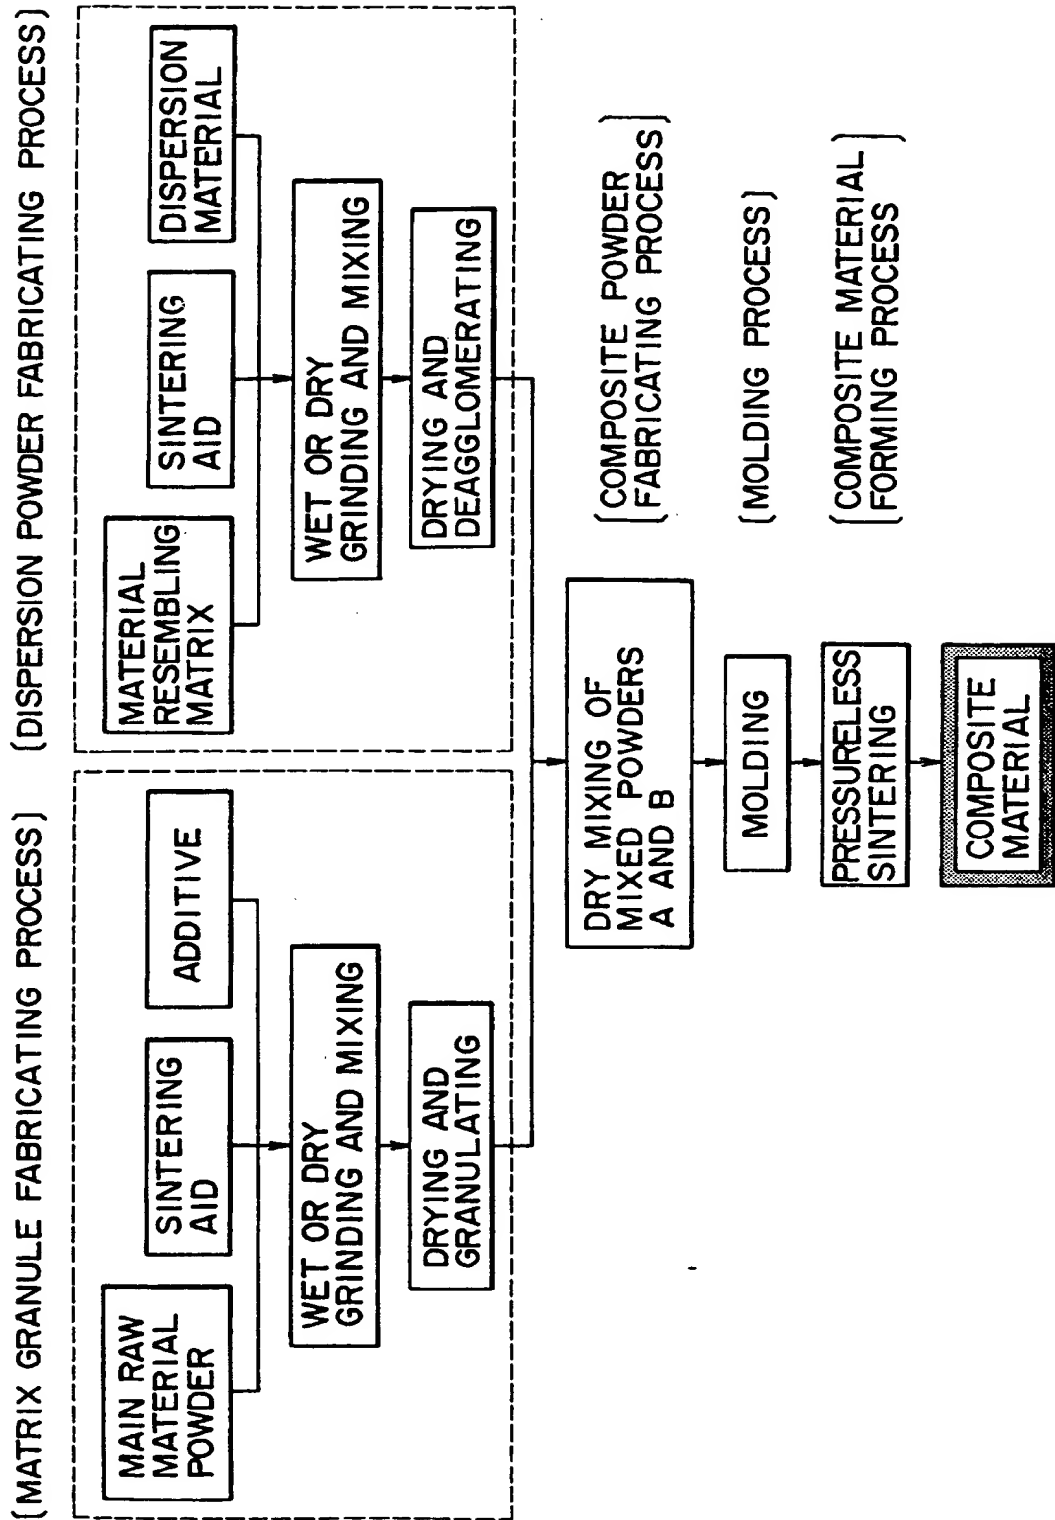 [MATRIX GRANULE FABRICATING PROCESS]
MAIN RAW
MATERIAL
POWDER
SINTERING
AID
ADDITIVE
WET OR DRY
GRINDING AND MIXING
DRYING AND
GRANULATING
[DISPERSION POWDER FABRICATING PROCESS]
MATERIAL
RESEMBLING
MATRIX
SINTERING
AID
DISPERSION
MATERIAL
WET OR DRY
GRINDING AND MIXING
DRYING AND
DEAGGLOMERATING
DRY MIXING OF
MIXED POWDERS
A AND B
[COMPOSITE POWDER
FABRICATING PROCESS]
MOLDING
[MOLDING PROCESS]
PRESSURELESS
SINTERING
[COMPOSITE MATERIAL
FORMING PROCESS]
COMPOSITE
MATERIAL